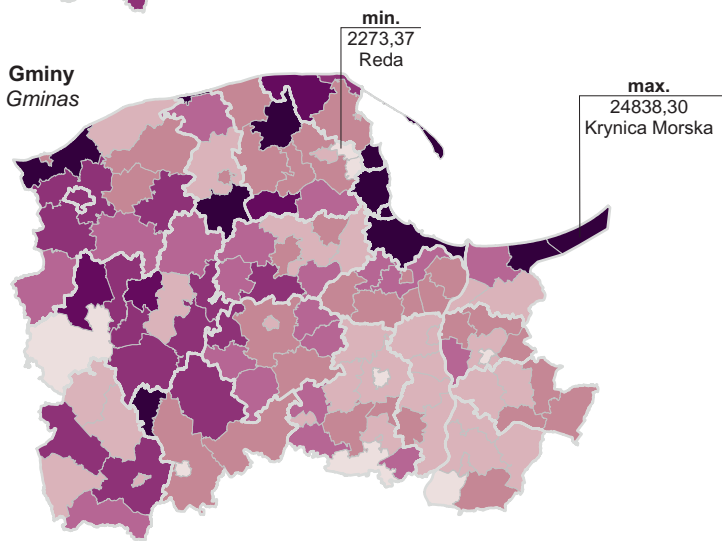 min.
2273,37
Reda
Gminy
Gminas
max.
24838,30
Krynica Morska